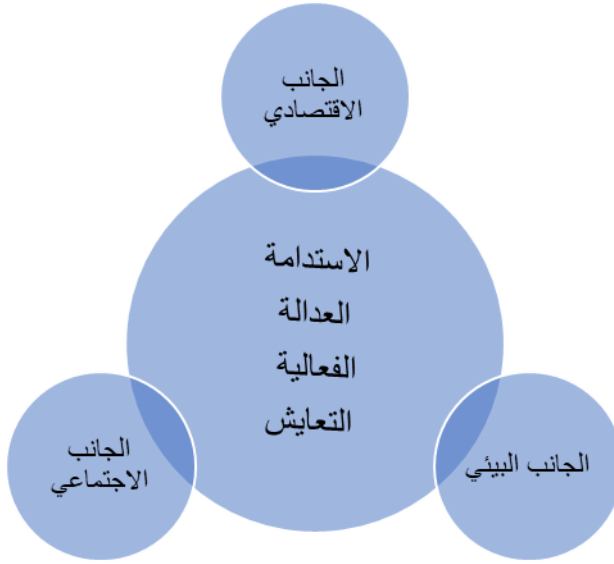 الجانب
الاقتصادي
الاستدامة
العدالة
الفعالية
التعايش
الجانب البيئي
الجانب
الاجتماعي